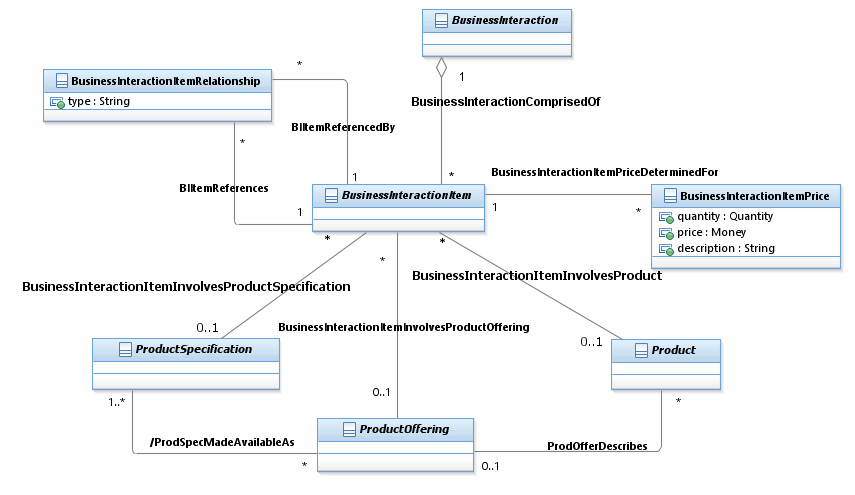 BusinessInteraction
1
*
BusinessInteractionItemRelationship
type : String
BusinessInteractionComprisedOf
BIItemReferencedBy
*
*
BusinessInteractionItemPriceDeterminedFor
1
BIItemReferences
BusinessInteractionItem
BusinessInteractionItemPrice
1
1
*
quantity : Quantity
price : Money
description : String
*
*
*
BusinessInteractionItemInvolvesProduct
BusinessInteractionItemInvolvesProductSpecification
0..1
BusinessInteractionItemInvolvesProductOffering
0..1
ProductSpecification
Product
0..1
1..*
*
ProductOffering
/ProdSpecMadeAvailableAs
ProdOfferDescribes
*
0..1